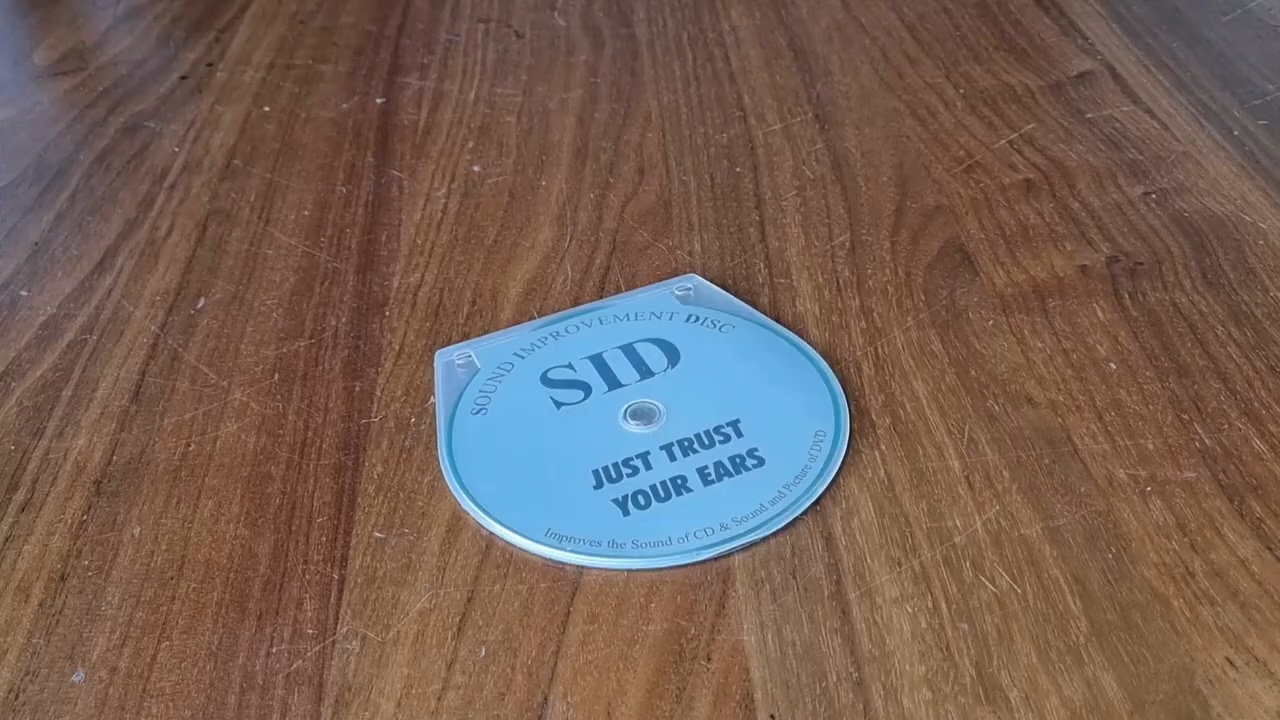 SOUND IMPROVEMENT DISC
SID
JUST TRUST
YOUR EARS
Improves the Sound of CD & Sound and Picture of DVD